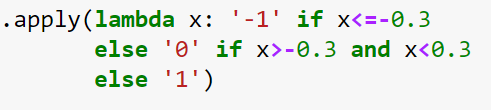 .apply(lambda x: '-1' if x<=-0.3
else '0' if x>-0.3 and x<0.3
else '1')